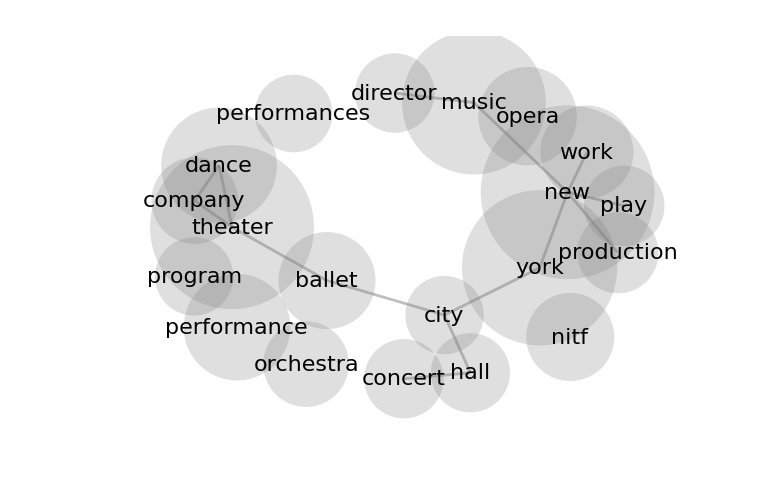 director
music
performances
opera
work
dance
new
company
play
theater
production
york
program
ballet
city
performance
nitf
orchestra
hall
concert